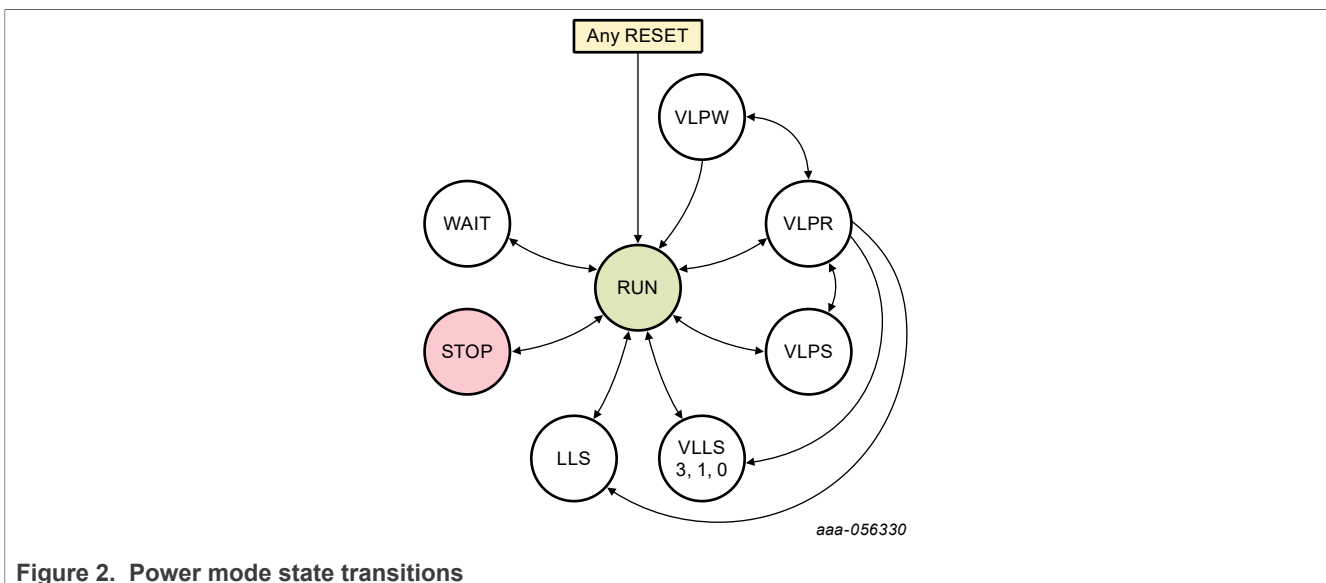 Any RESET
VLPW
WAIT
VLPR
RUN
STOP
VLPS
LLS
VLLS
3, 1, 0
aaa-056330
Figure 2. Power mode state transitions